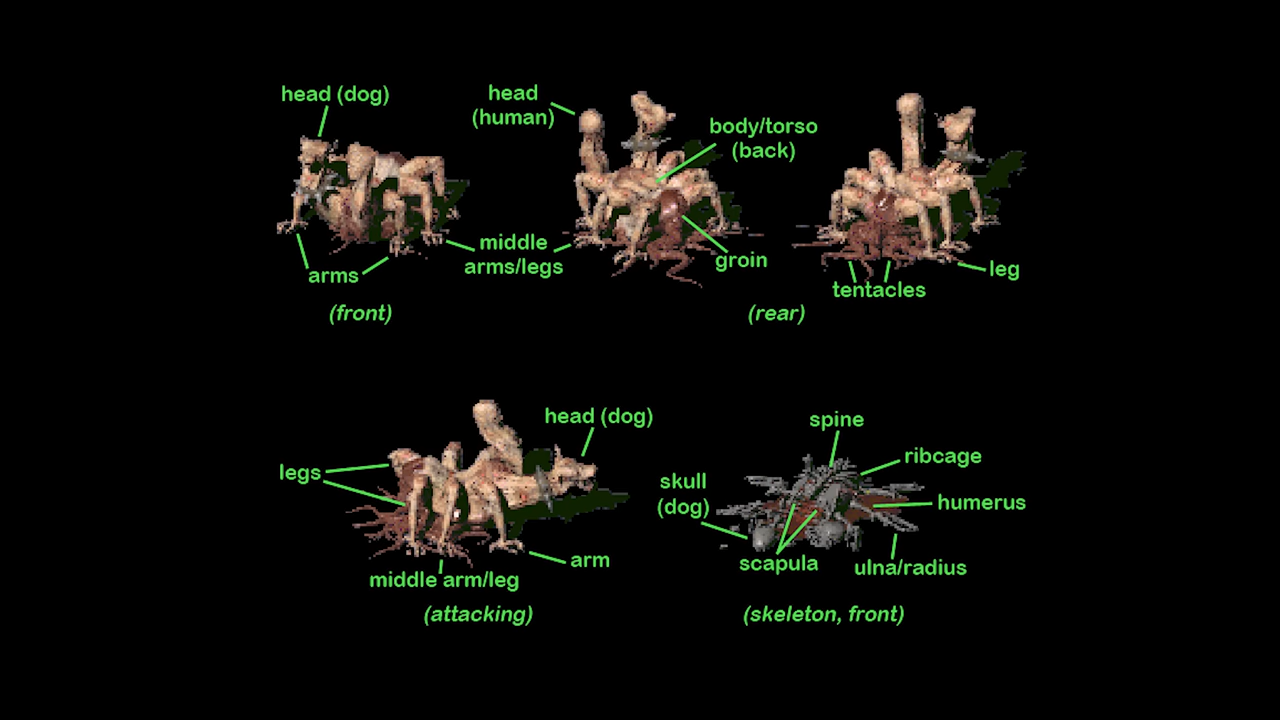 head (dog)
head
(human)
body/torso
(back)
middle
arms/legs
groin
leg
arms
tentacles
(front)
(rear)
head (dog)
spine
legs
skull
(dog)
ribcage
humerus
arm
scapula
ulna/radius
middle arm/leg
(attacking)
(skeleton, front)